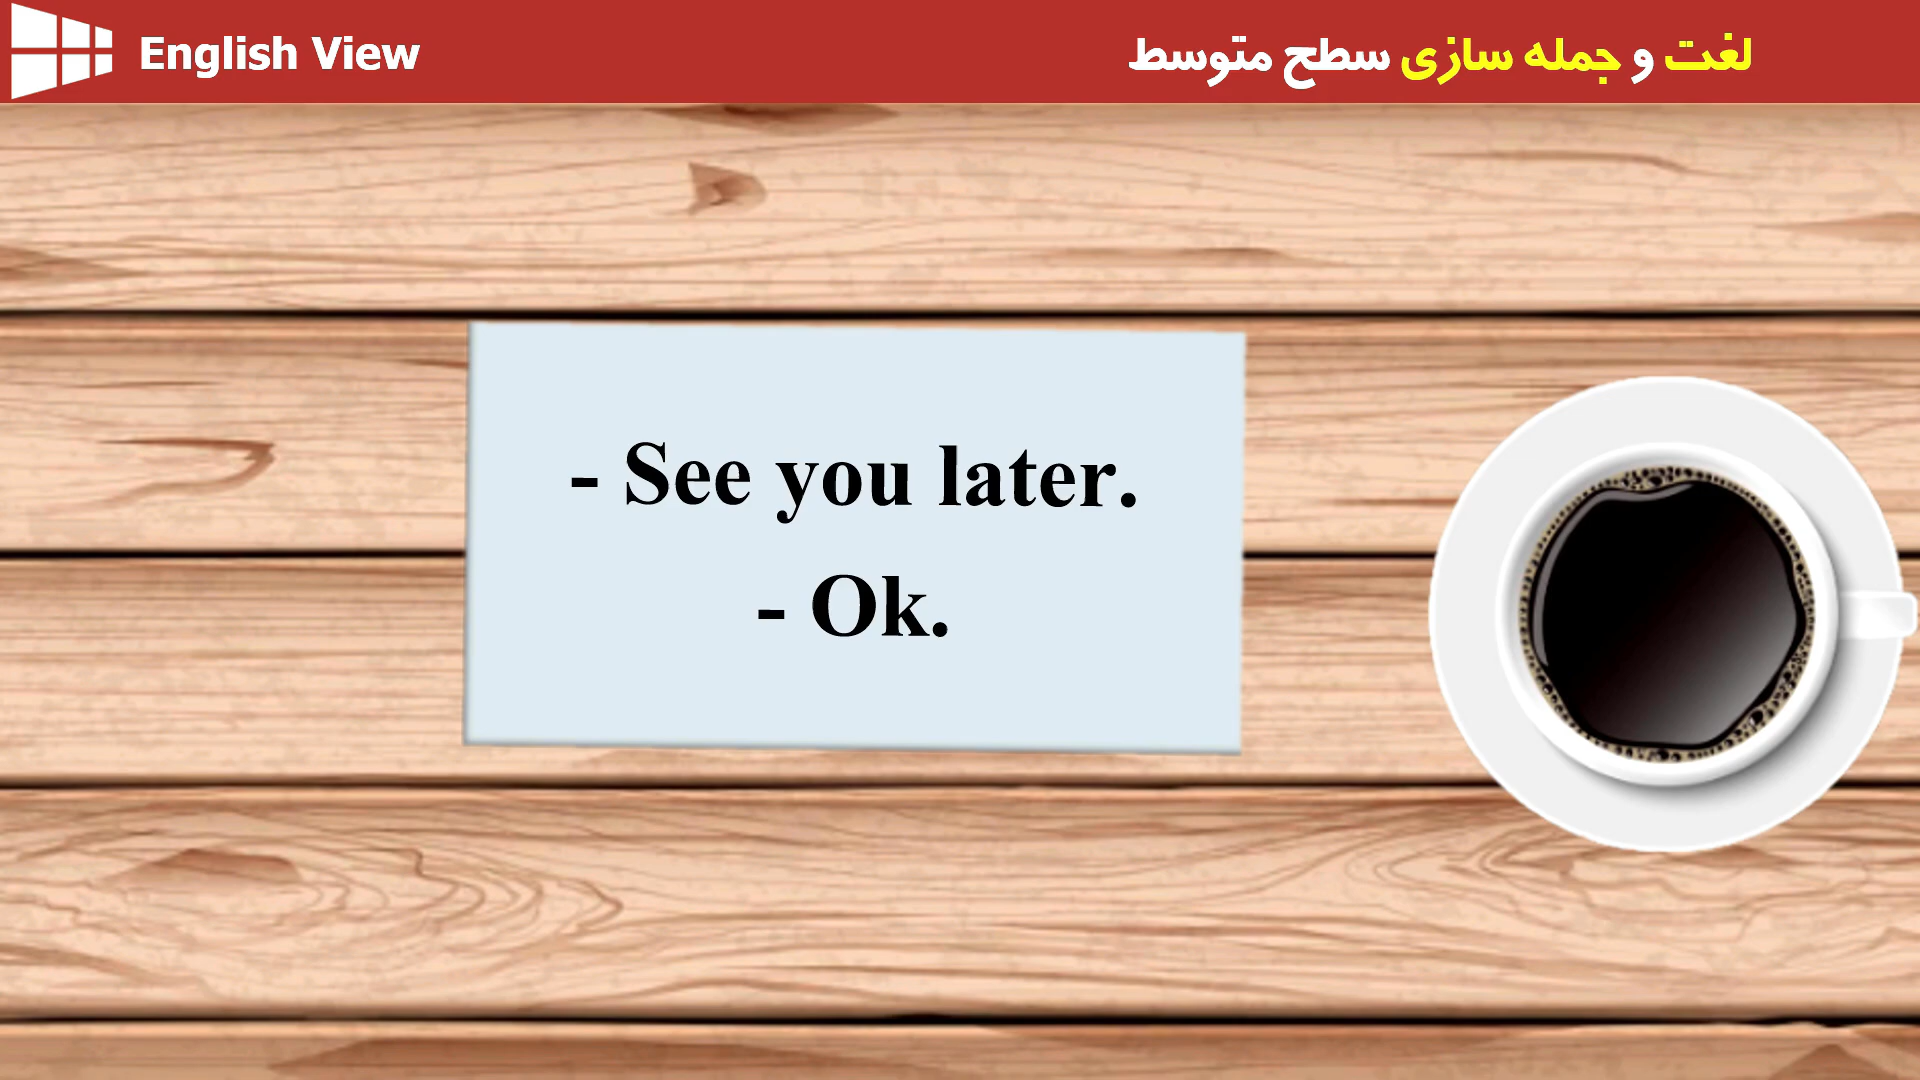 English View
لغت و جمله سازی سطح متوسط
- See you later.
- Ok.